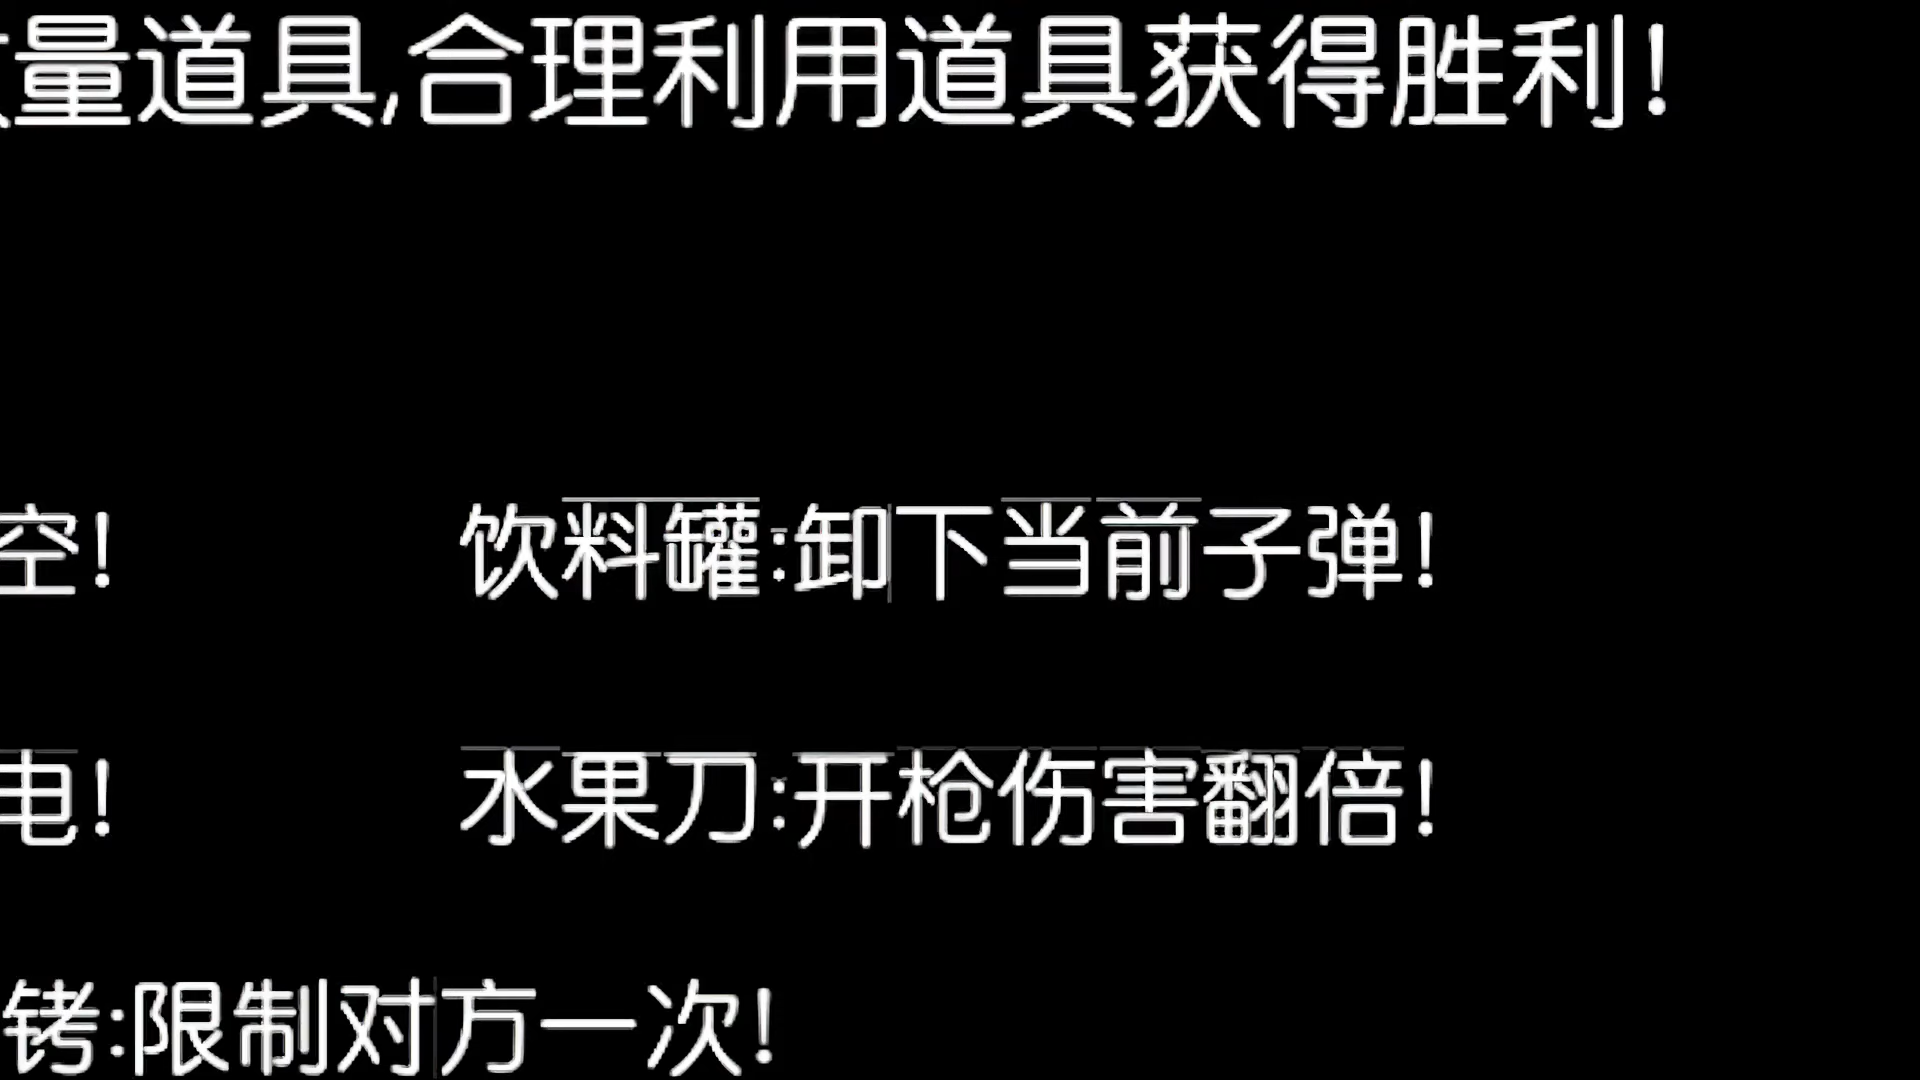 量道具,合理利用道具获得胜利!
空! 饮料罐:卸下当前子弹!
电! 水果刀:开枪伤害翻倍!
铐:限制对方一次!